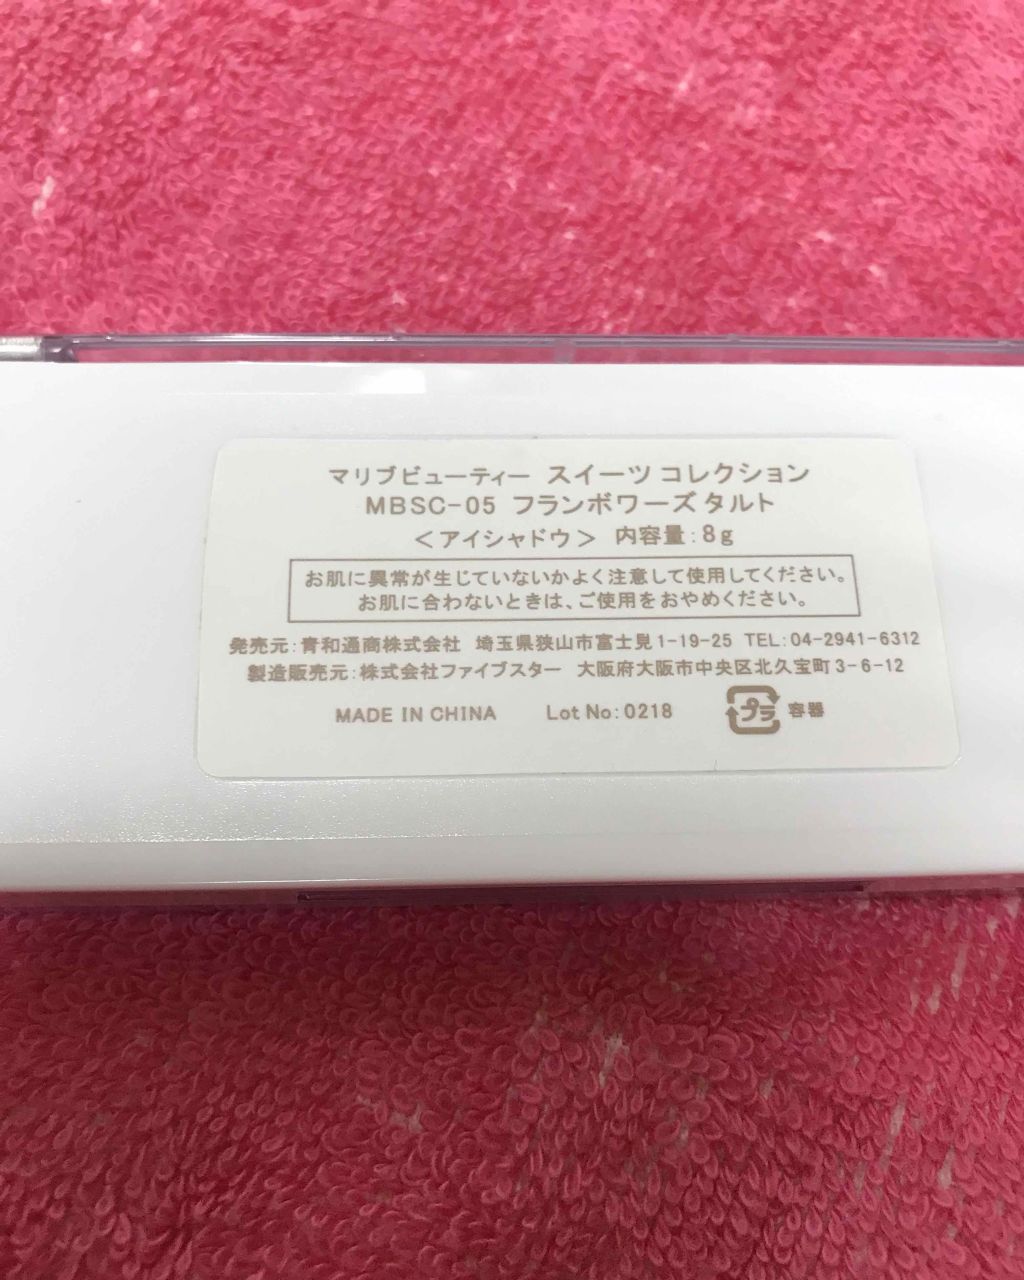 マリブビューティー スイーツ コレクション
MBSC-05 フランボワーズ タルト
＜アイシャドウ＞ 内容量：8g
お肌に異常が生じていないかよく注意して使用してください。
お肌に合わないときは、ご使用をおやめください。
発売元：青和通商株式会社 埼玉県狭山市富士見1-19-25 TEL：04-2941-6312
製造販売元：株式会社ファイブスター 大阪府大阪市中央区北久宝町3-6-12
MADE IN CHINA Lot No：0218 プラ 容器